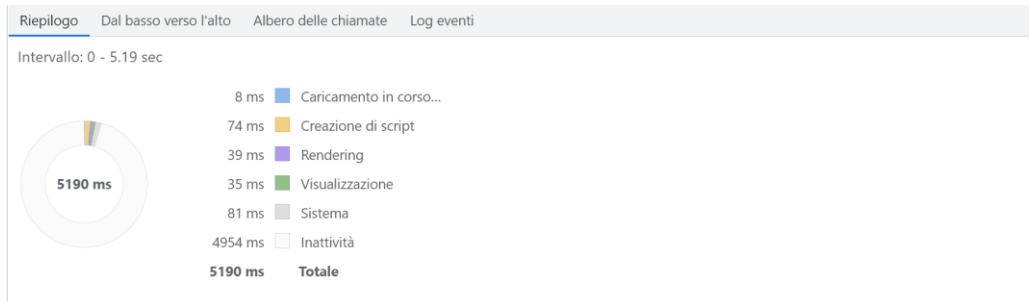 Riepilogo Dal basso verso l'alto Albero delle chiamate Log eventi
Intervallo: 0 - 5.19 sec
8 ms Caricamento in corso...
74 ms Creazione di script
39 ms Rendering
5190 ms 35 ms Visualizzazione
81 ms Sistema
4954 ms Inattività
5190 ms Totale